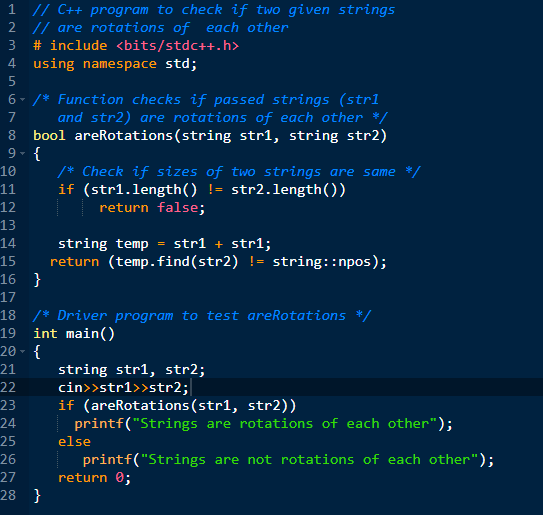 1 // C++ program to check if two given strings
2 // are rotations of  each other
3 # include <bits/stdc++.h>
4 using namespace std;
5
6 /* Function checks if passed strings (str1
7    and str2) are rotations of each other */
8 bool areRotations(string str1, string str2)
9 {
10    /* Check if sizes of two strings are same */
11    if (str1.length() != str2.length())
12         return false;
13
14    string temp = str1 + str1;
15   return (temp.find(str2) != string::npos);
16 }
17
18 /* Driver program to test areRotations */
19 int main()
20 {
21    string str1, str2;
22    cin>>str1>>str2;
23    if (areRotations(str1, str2))
24      printf("Strings are rotations of each other");
25    else
26       printf("Strings are not rotations of each other");
27    return 0;
28 }